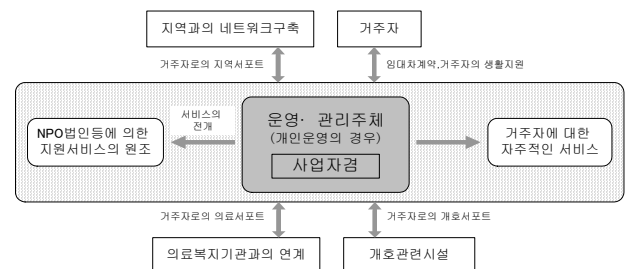 지역과의 네트워크구축
거주자
거주자로의 지역서포트
임대차계약,거주자의 생활지원
서비스의
전개
운영· 관리주체
(개인운영의 경우)
사업자겸
NPO법인등에 의한
지원서비스의 원조
거주자에 대한
자주적인 서비스
거주자로의 의료서포트
거주자로의 개호서포트
의료복지기관과의 연계
개호관련시설